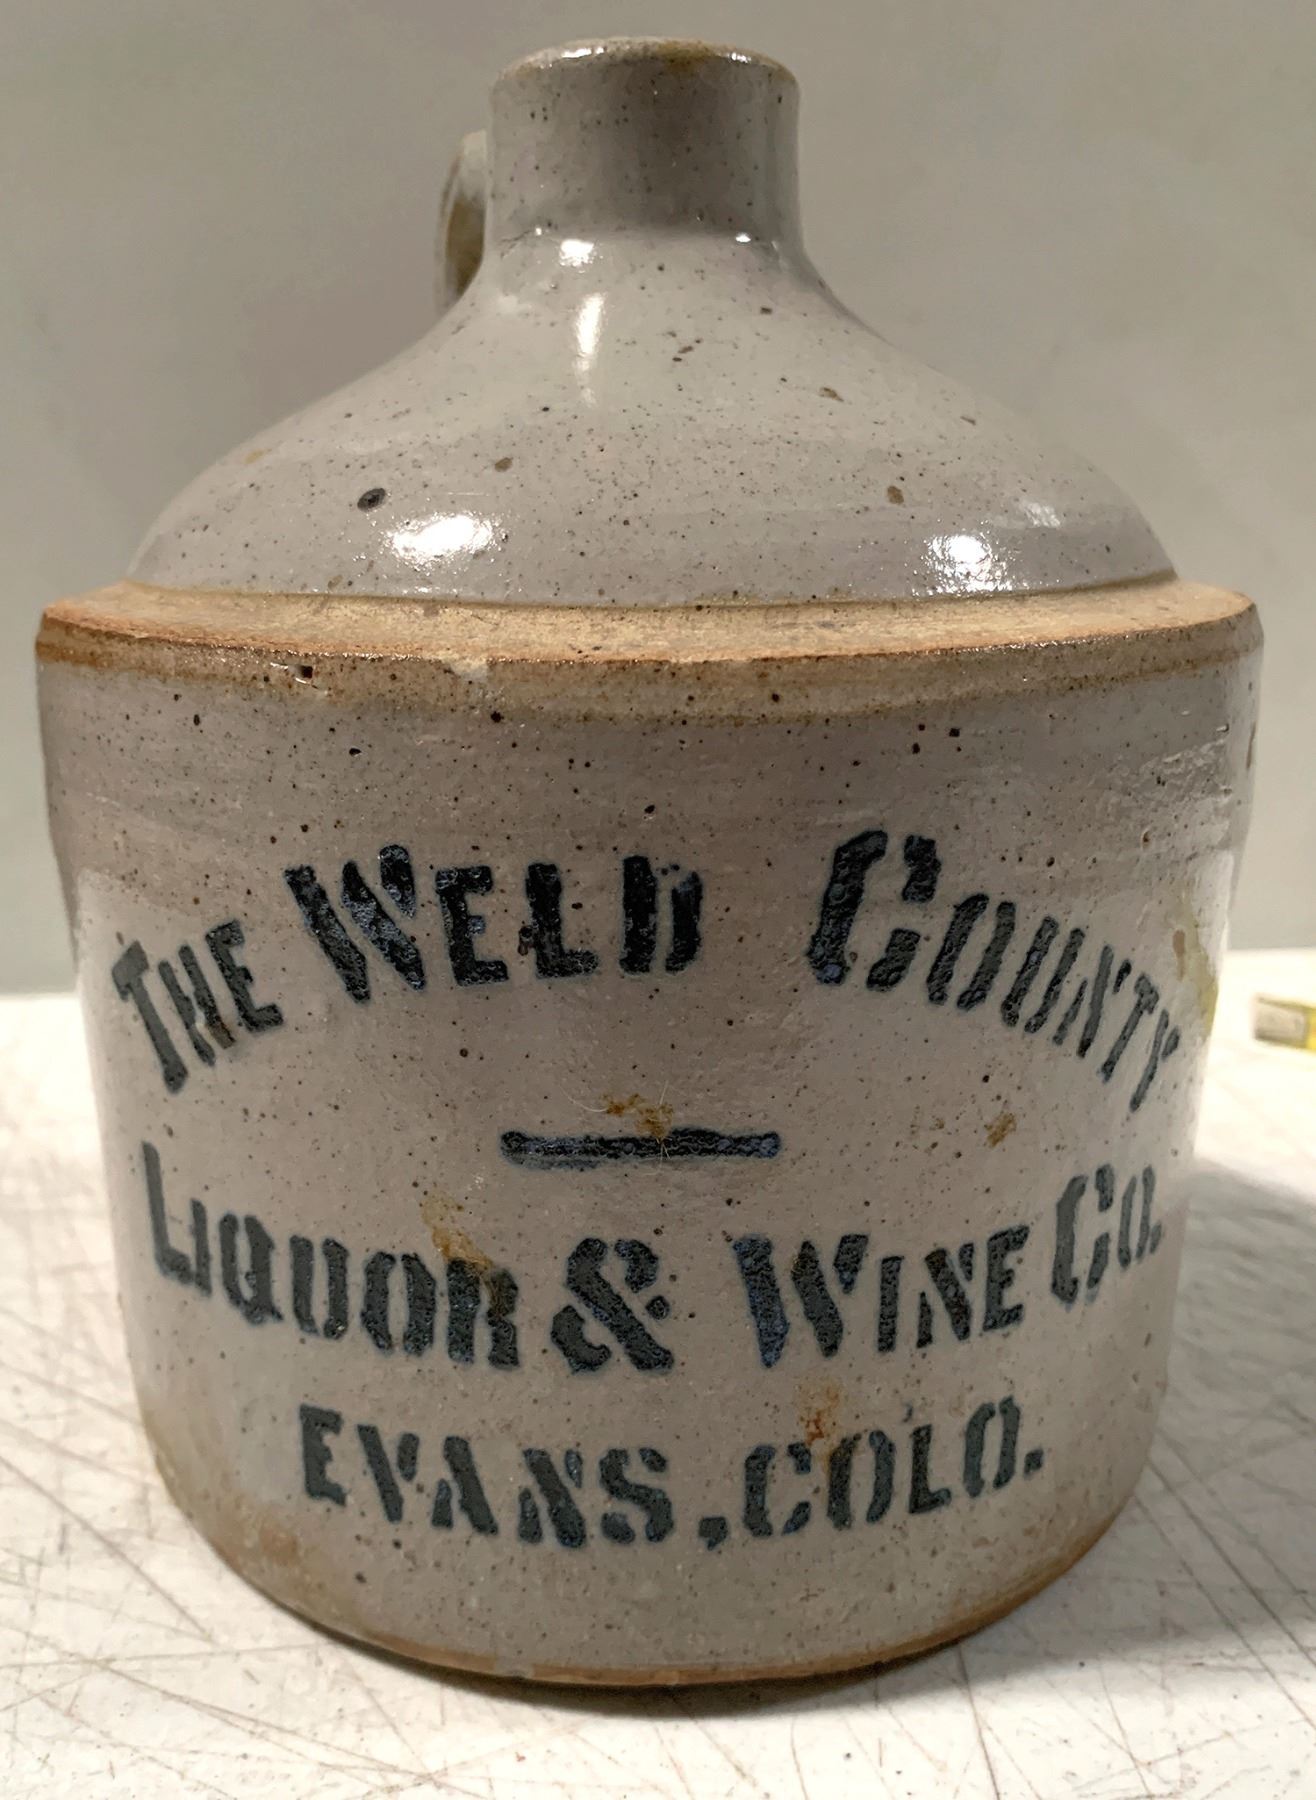 THE WELD COUNTY
LIQUOR & WINE CO.
EVANS, COLO.